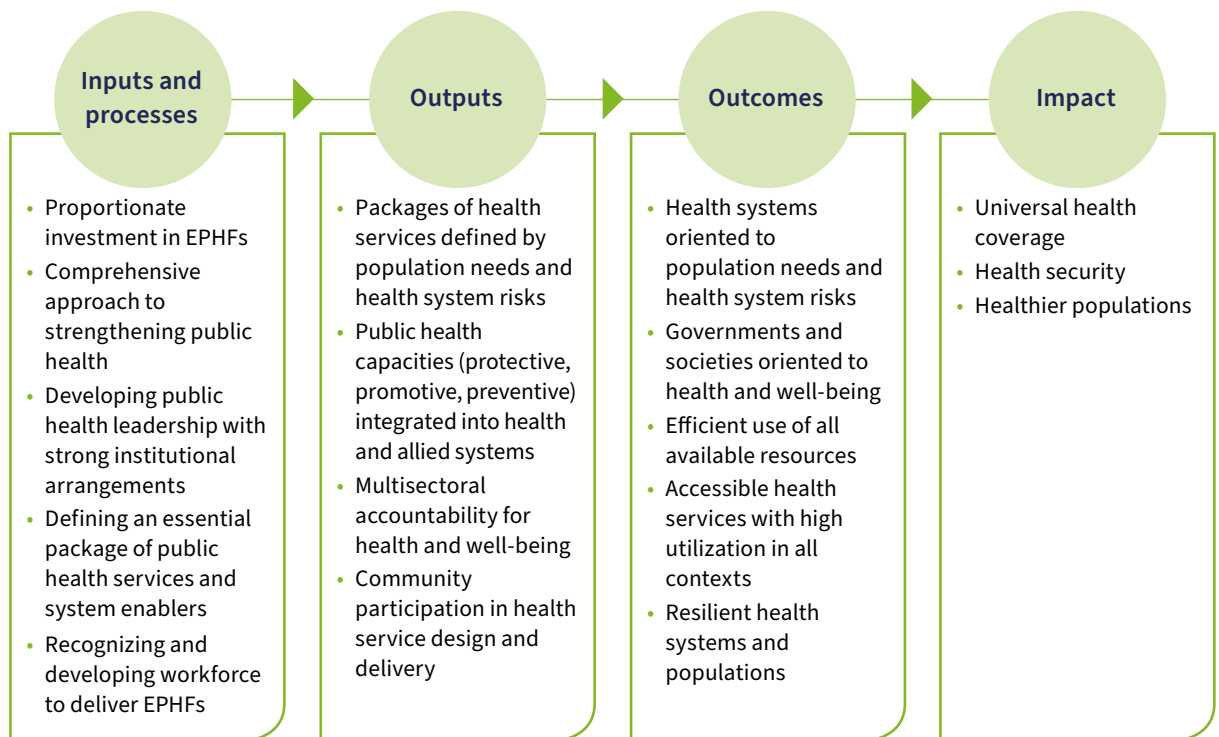 Inputs and
processes
• Proportionate
investment in EPHFs
• Comprehensive
approach to
strengthening public
health
• Developing public
health leadership with
strong institutional
arrangements
• Defining an essential
package of public
health services and
system enablers
• Recognizing and
developing workforce
to deliver EPHFs
Outputs
• Packages of health
services defined by
population needs and
health system risks
• Public health
capacities (protective,
promotive, preventive)
integrated into health
and allied systems
• Multisectoral
accountability for
health and well-being
• Community
participation in health
service design and
delivery
Outcomes
• Health systems
oriented to
population needs and
health system risks
• Governments and
societies oriented to
health and well-being
• Efficient use of all
available resources
• Accessible health
services with high
utilization in all
contexts
• Resilient health
systems and
populations
Impact
• Universal health
coverage
• Health security
• Healthier populations